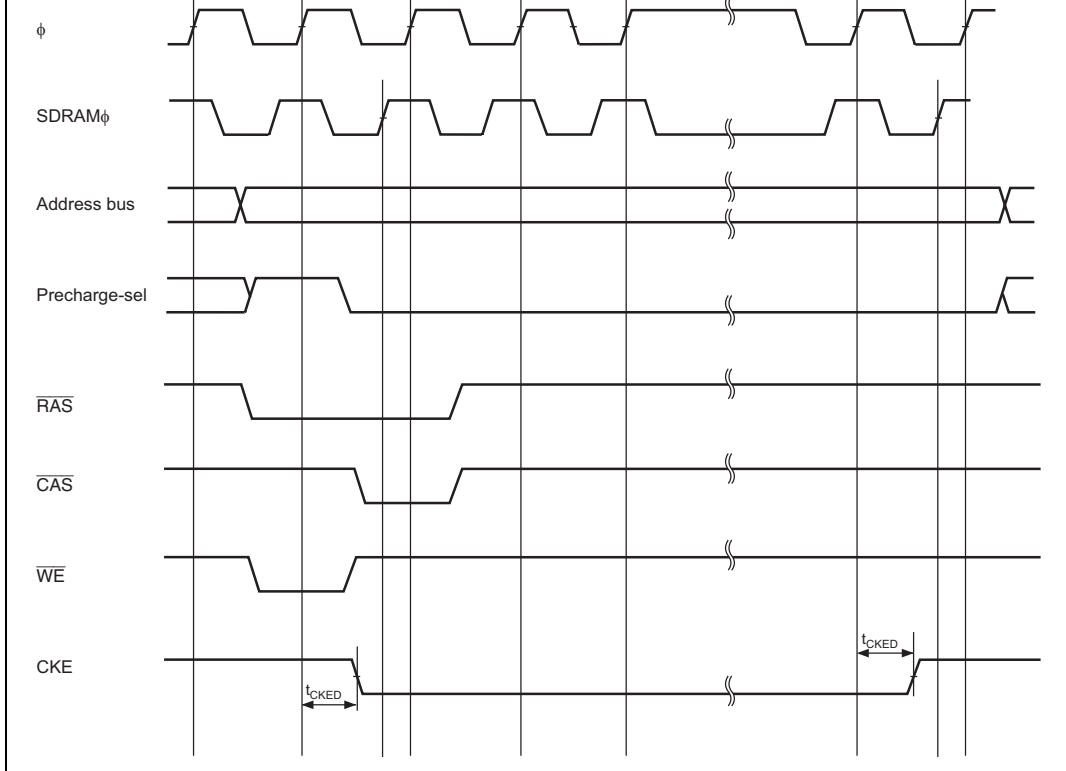 ϕ
SDRAMϕ
Address bus
Precharge-sel
RAS
CAS
WE
CKE
tCKED
tCKED